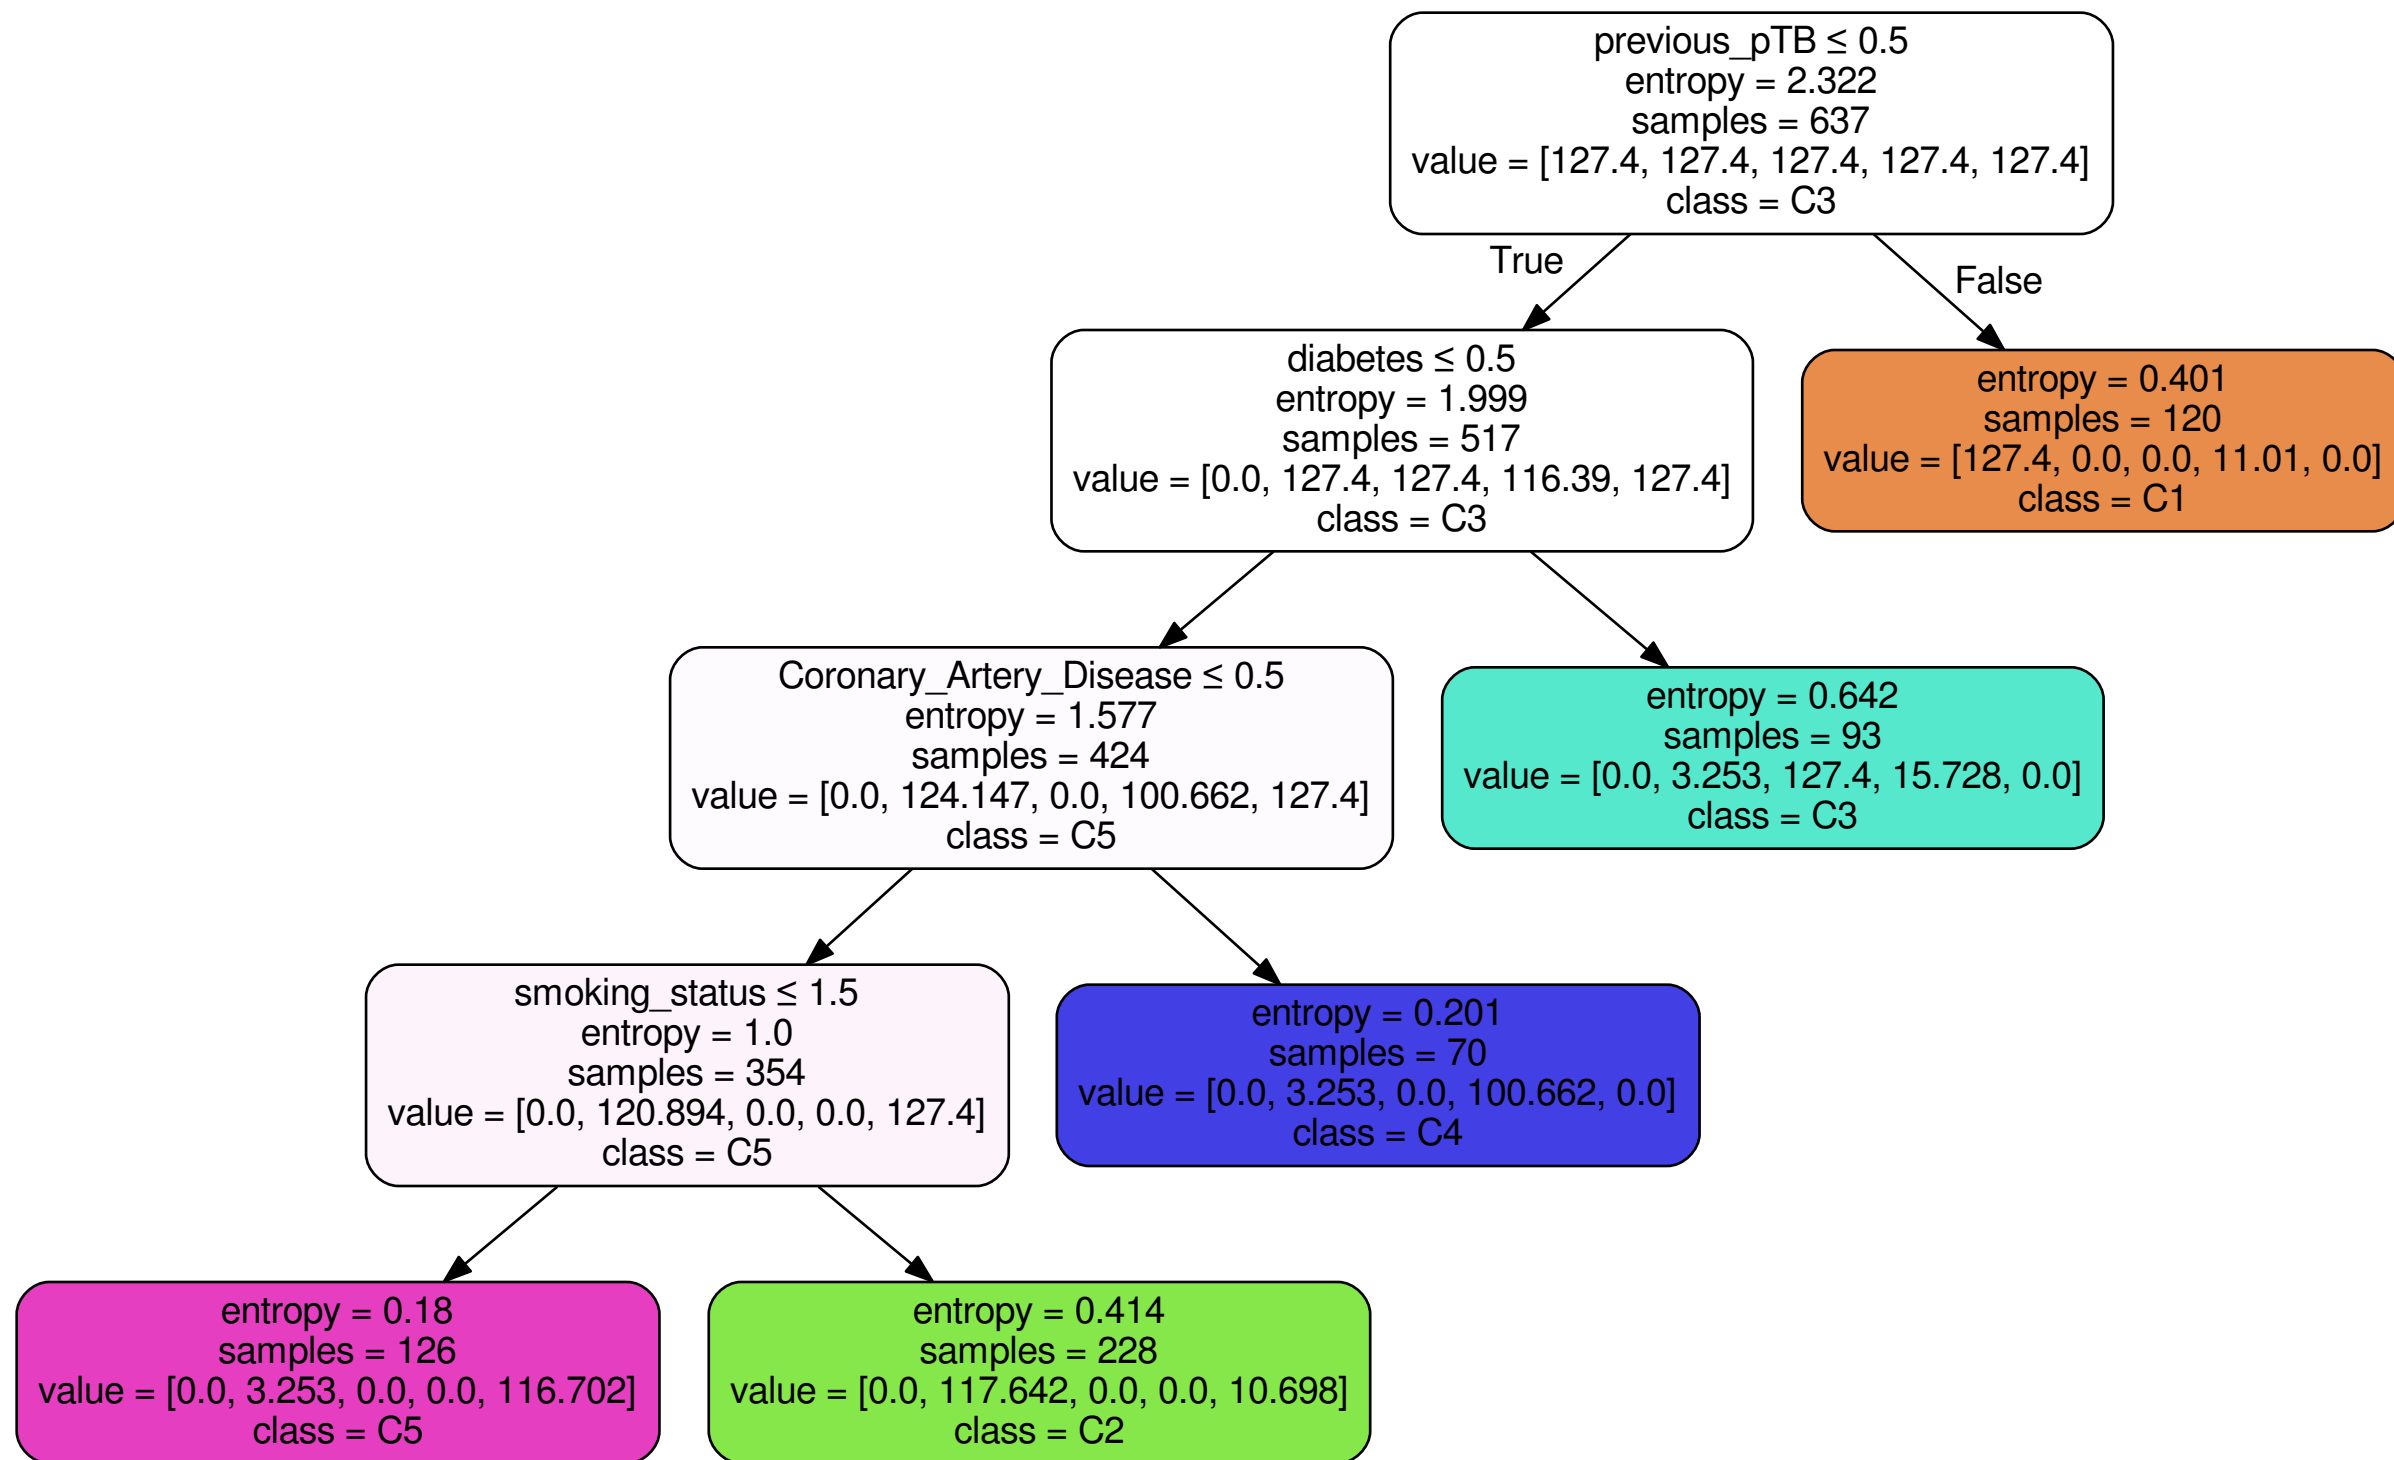 previous_pTB ≤ 0.5
entropy = 2.322
samples = 637
value = [127.4, 127.4, 127.4, 127.4, 127.4]
class = C3
True
False
diabetes ≤ 0.5
entropy = 1.999
samples = 517
value = [0.0, 127.4, 127.4, 116.39, 127.4]
class = C3
entropy = 0.401
samples = 120
value = [127.4, 0.0, 0.0, 11.01, 0.0]
class = C1
Coronary_Artery_Disease ≤ 0.5
entropy = 1.577
samples = 424
value = [0.0, 124.147, 0.0, 100.662, 127.4]
class = C5
entropy = 0.642
samples = 93
value = [0.0, 3.253, 127.4, 15.728, 0.0]
class = C3
smoking_status ≤ 1.5
entropy = 1.0
samples = 354
value = [0.0, 120.894, 0.0, 0.0, 127.4]
class = C5
entropy = 0.201
samples = 70
value = [0.0, 3.253, 0.0, 100.662, 0.0]
class = C4
entropy = 0.18
samples = 126
value = [0.0, 3.253, 0.0, 0.0, 116.702]
class = C5
entropy = 0.414
samples = 228
value = [0.0, 117.642, 0.0, 0.0, 10.698]
class = C2